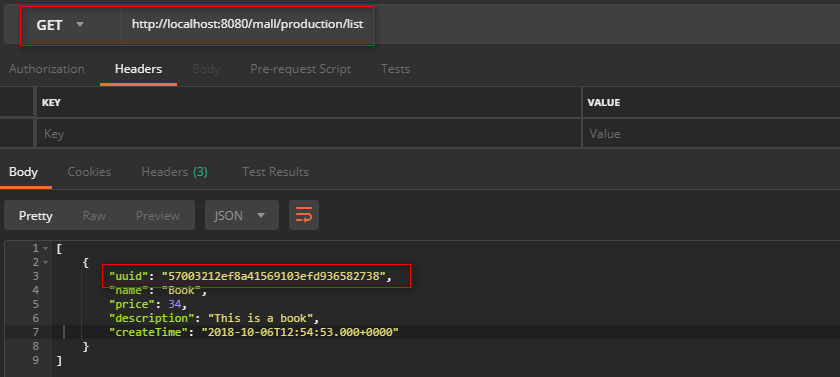 GET http://localhost:8080/mall/production/list
Authorization Headers Body Pre-request Script Tests
KEY VALUE
Key Value
Body Cookies Headers (3) Test Results
Pretty Raw Preview JSON
1 [
2 {
3 "uuid": "57003212ef8a41569103efd936582738",
4 "name": "Book",
5 "price": 34,
6 "description": "This is a book",
7 "createTime": "2018-10-06T12:54:53.000+0000"
8 }
9 ]